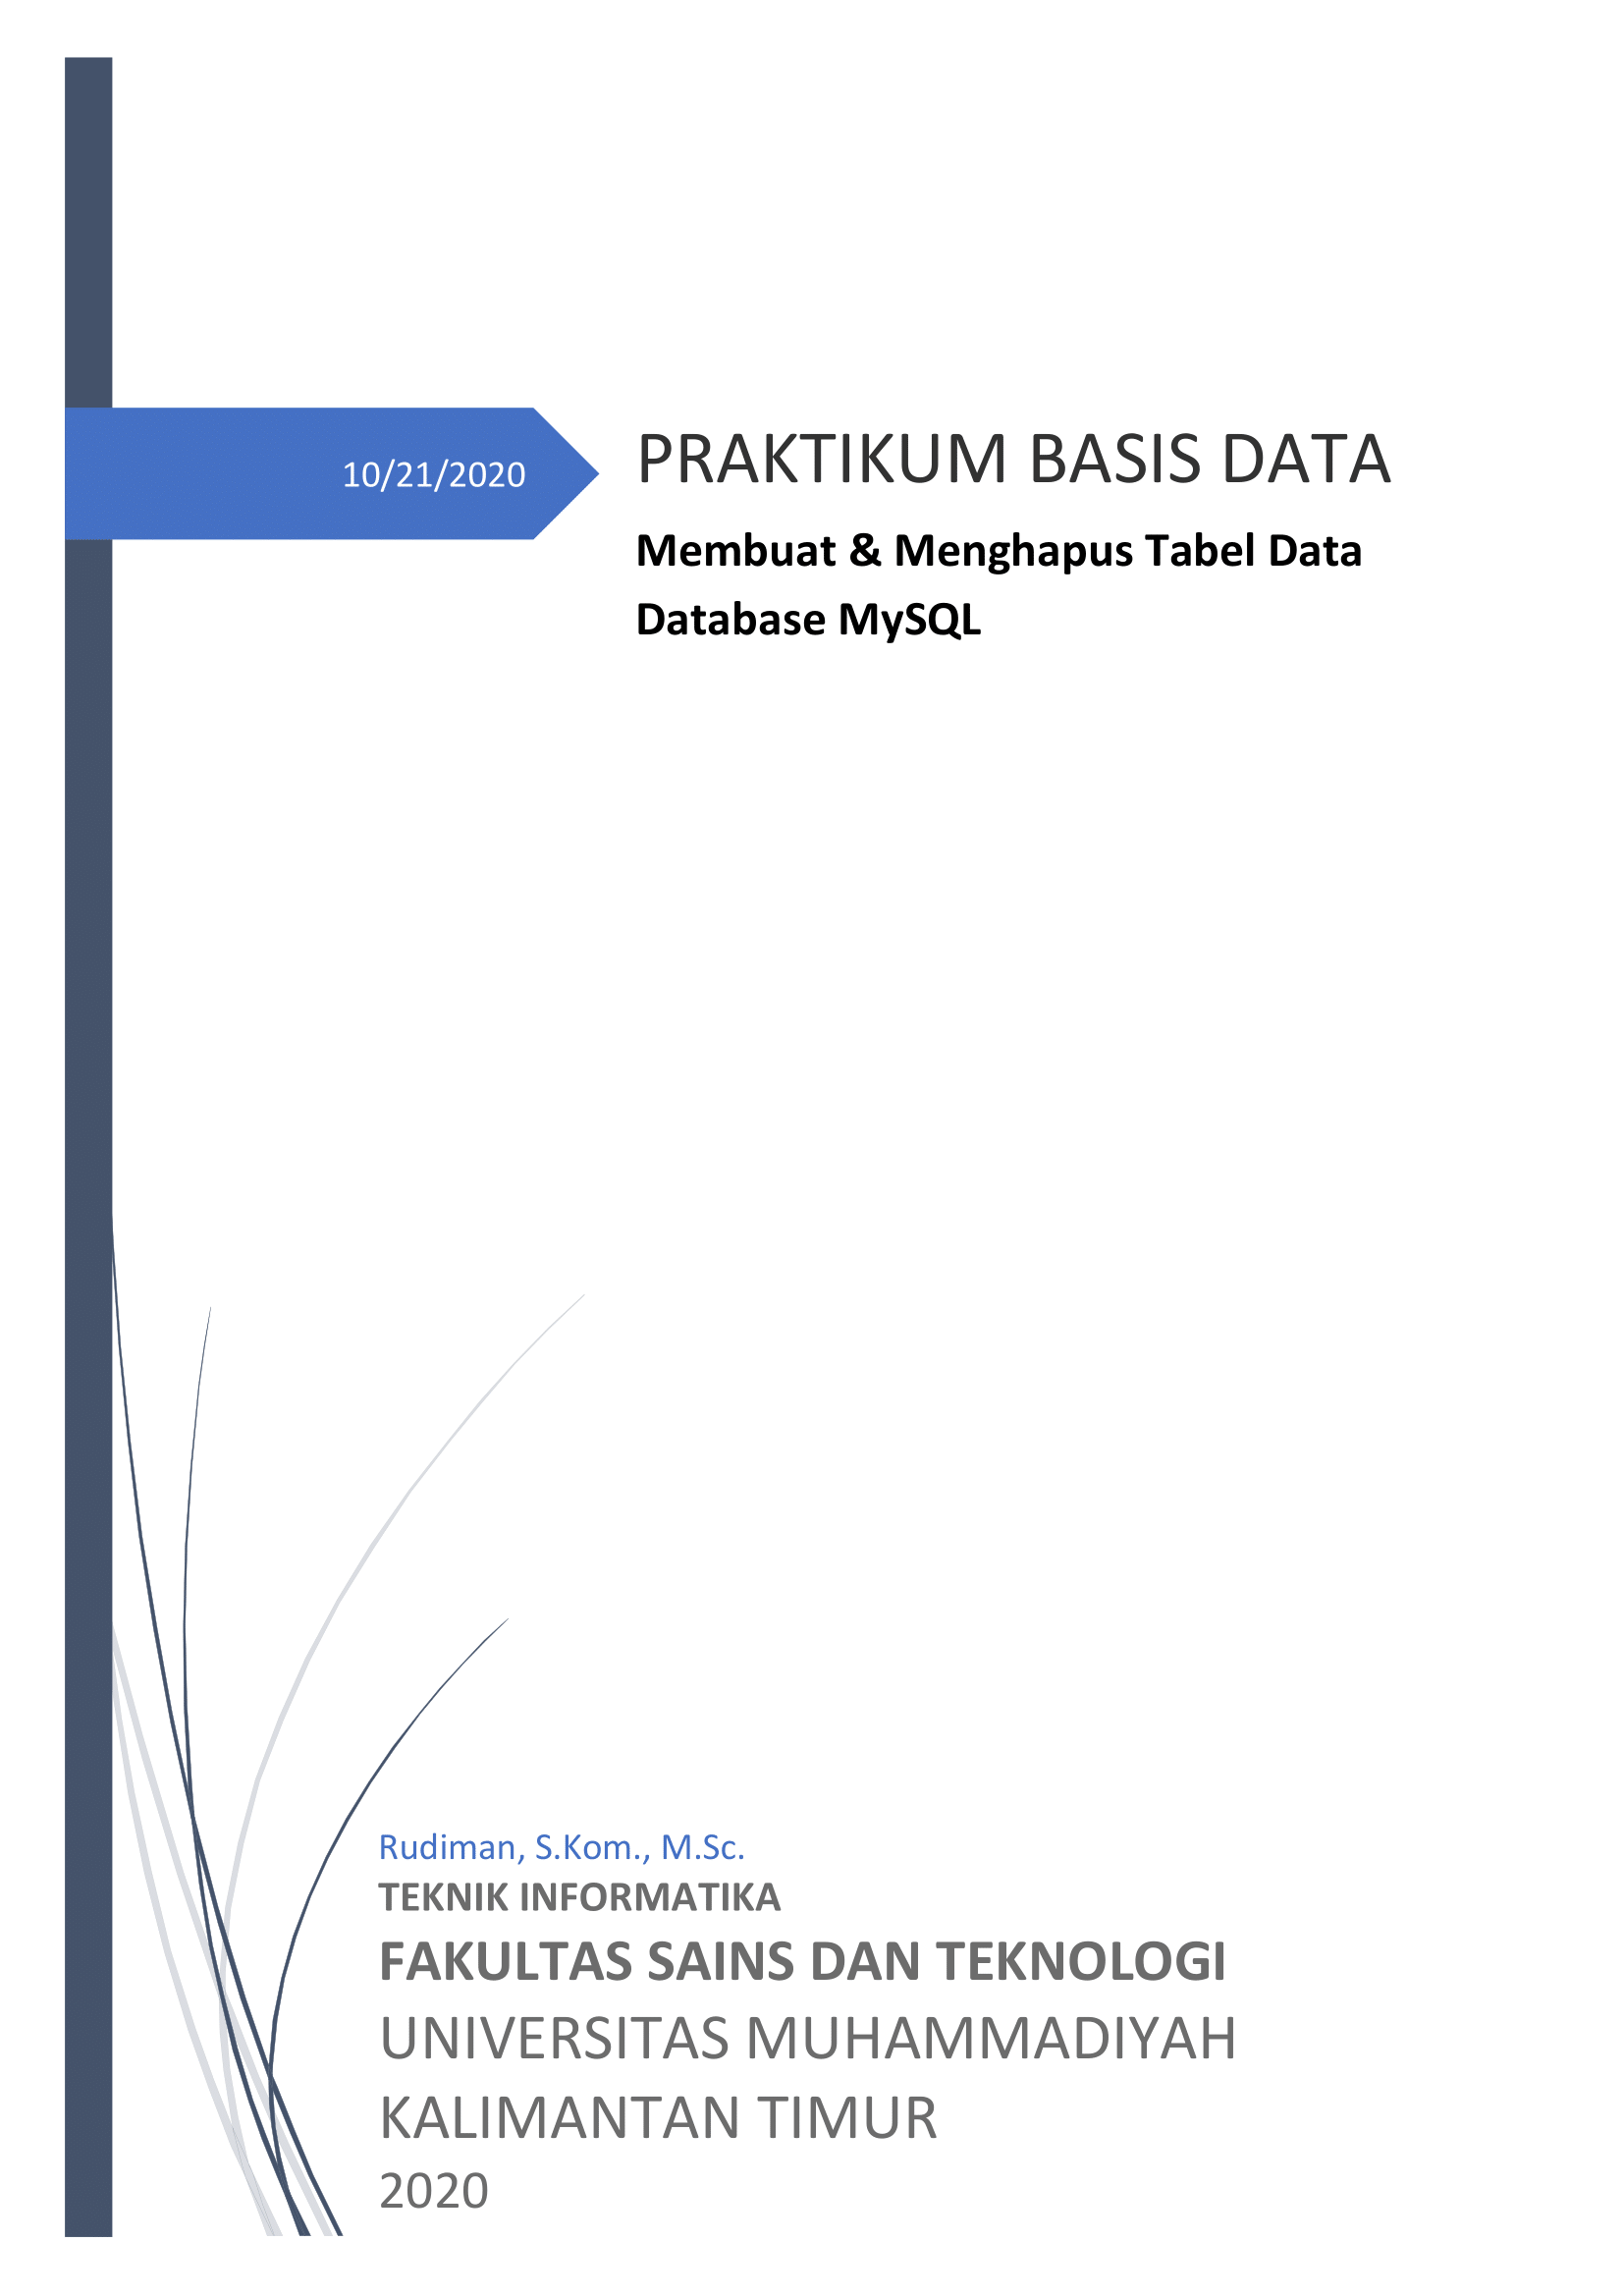 10/21/2020
PRAKTIKUM BASIS DATA
Membuat & Menghapus Tabel Data
Database MySQL
Rudiman, S.Kom., M.Sc.
TEKNIK INFORMATIKA
FAKULTAS SAINS DAN TEKNOLOGI
UNIVERSITAS MUHAMMADIYAH
KALIMANTAN TIMUR
2020